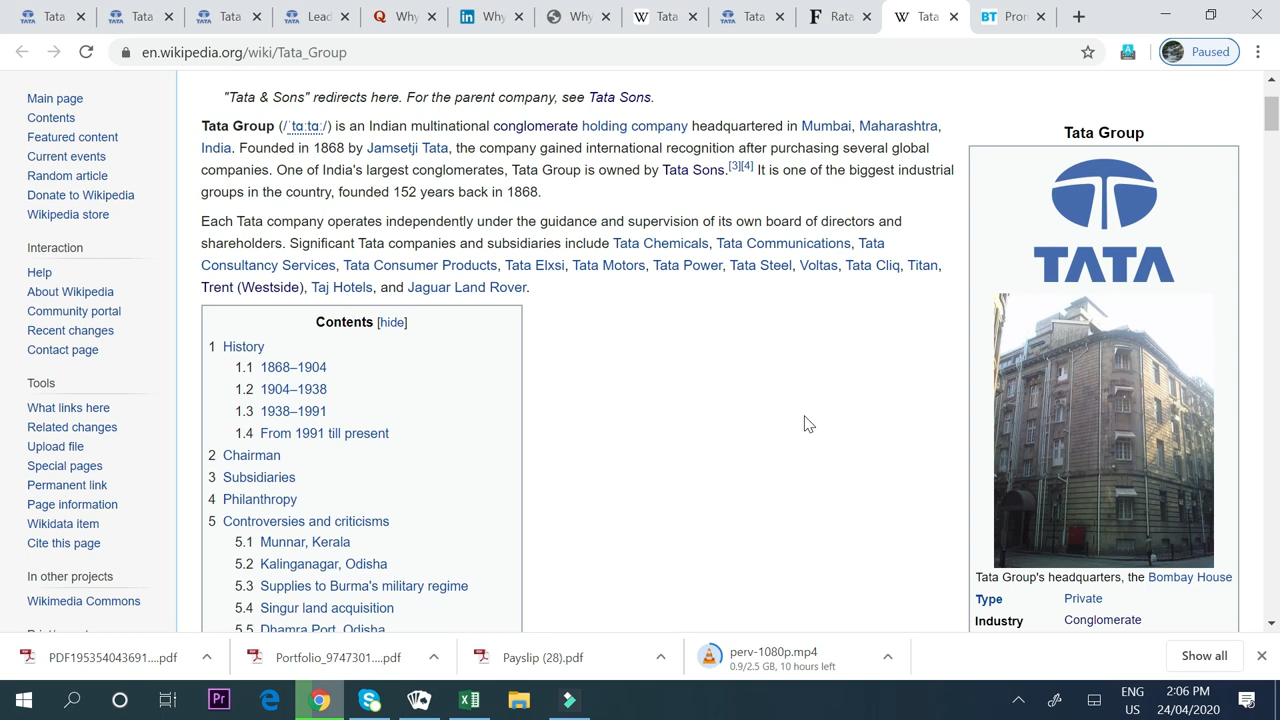 Tata
Tata
Tata
Lead
Why
Why
Why
Tata
Tata
Rata
Tata
Pron
en.wikipedia.org/wiki/Tata_Group
Paused
Main page
Contents
Featured content
Current events
Random article
Donate to Wikipedia
Wikipedia store
Interaction
Help
About Wikipedia
Community portal
Recent changes
Contact page
Tools
What links here
Related changes
Upload file
Special pages
Permanent link
Page information
Wikidata item
Cite this page
In other projects
Wikimedia Commons
"Tata & Sons" redirects here. For the parent company, see Tata Sons.
Tata Group (/ˈtɑːtɑː/) is an Indian multinational conglomerate holding company headquartered in Mumbai, Maharashtra,
India. Founded in 1868 by Jamsetji Tata, the company gained international recognition after purchasing several global
companies. One of India's largest conglomerates, Tata Group is owned by Tata Sons.[3][4] It is one of the biggest industrial
groups in the country, founded 152 years back in 1868.
Each Tata company operates independently under the guidance and supervision of its own board of directors and
shareholders. Significant Tata companies and subsidiaries include Tata Chemicals, Tata Communications, Tata
Consultancy Services, Tata Consumer Products, Tata Elxsi, Tata Motors, Tata Power, Tata Steel, Voltas, Tata Cliq, Titan,
Trent (Westside), Taj Hotels, and Jaguar Land Rover.
Contents [hide]
1 History
1.1 1868–1904
1.2 1904–1938
1.3 1938–1991
1.4 From 1991 till present
2 Chairman
3 Subsidiaries
4 Philanthropy
5 Controversies and criticisms
5.1 Munnar, Kerala
5.2 Kalinganagar, Odisha
5.3 Supplies to Burma's military regime
5.4 Singur land acquisition
5.5 Dhamra Port, Odisha
Tata Group
TATA
Tata Group's headquarters, the Bombay House
Type Private
Industry Conglomerate
PDF195354043691....pdf
Portfolio_9747301....pdf
Payslip (28).pdf
perv-1080p.mp4
0.9/2.5 GB, 10 hours left
Show all
ENG
US
2:06 PM
24/04/2020